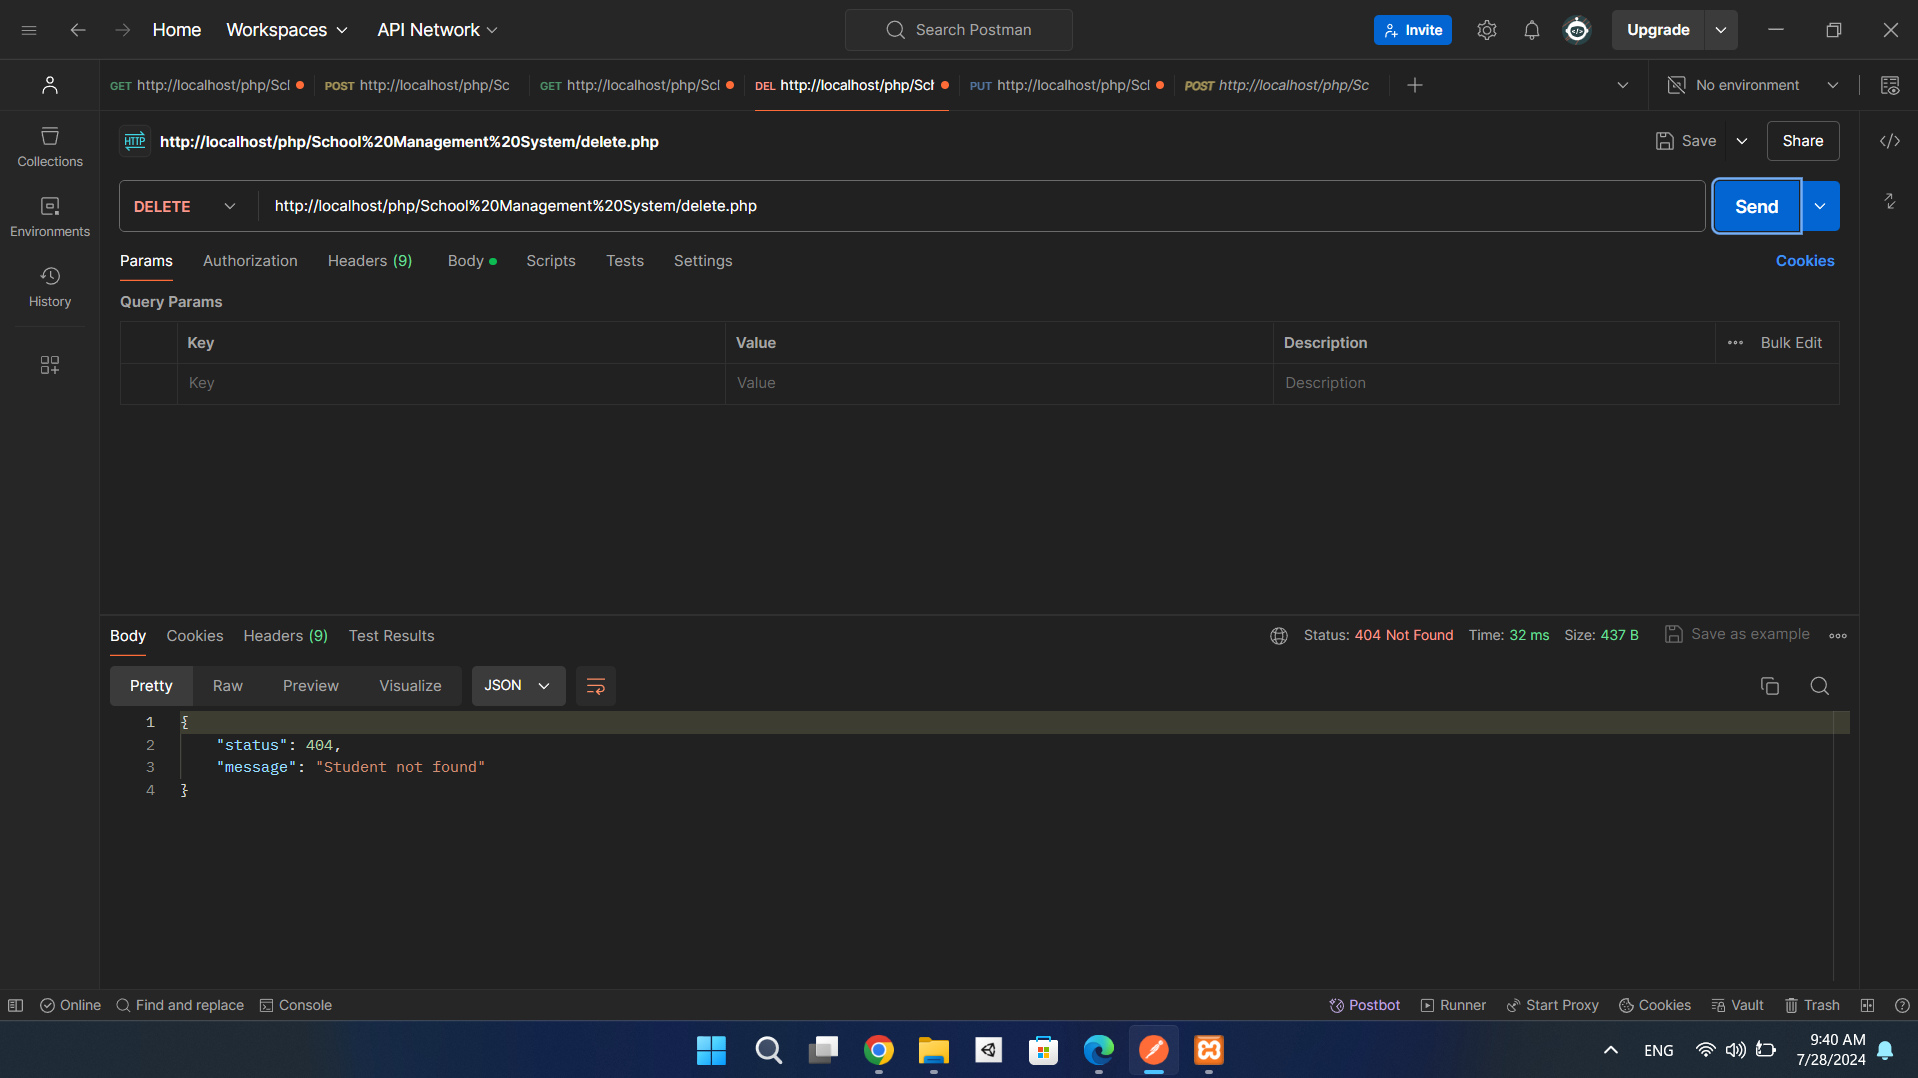 Home Workspaces API Network Search Postman Invite Upgrade
GET http://localhost/php/Scl POST http://localhost/php/Sc GET http://localhost/php/Scl DEL http://localhost/php/Sch PUT http://localhost/php/Scl POST http://localhost/php/Sc No environment
HTTP http://localhost/php/School%20Management%20System/delete.php Save Share
Collections
DELETE http://localhost/php/School%20Management%20System/delete.php Send
Environments
Params Authorization Headers (9) Body Scripts Tests Settings Cookies
History
Query Params
Key Value Description Bulk Edit
Key Value Description
Body Cookies Headers (9) Test Results Status: 404 Not Found Time: 32 ms Size: 437 B Save as example
Pretty Raw Preview Visualize JSON
1 {
2 "status": 404,
3 "message": "Student not found"
4 }
Online Find and replace Console Postbot Runner Start Proxy Cookies Vault Trash
ENG 9:40 AM
7/28/2024